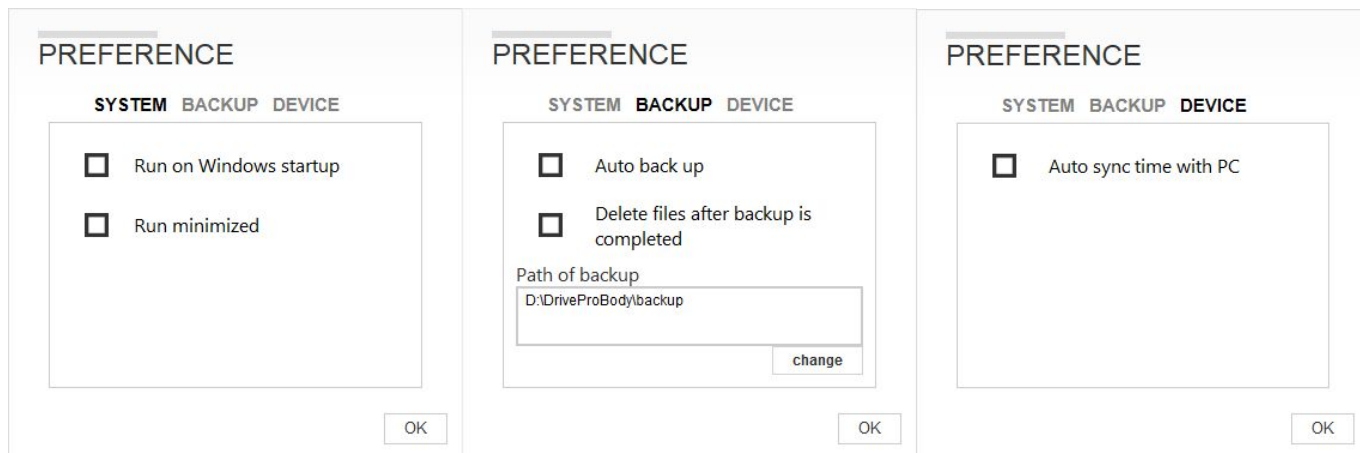 PREFERENCE
SYSTEM BACKUP DEVICE
Run on Windows startup
Run minimized
OK
PREFERENCE
SYSTEM BACKUP DEVICE
Auto back up
Delete files after backup is
completed
Path of backup
D:\DriveProBody\backup
change
OK
PREFERENCE
SYSTEM BACKUP DEVICE
Auto sync time with PC
OK